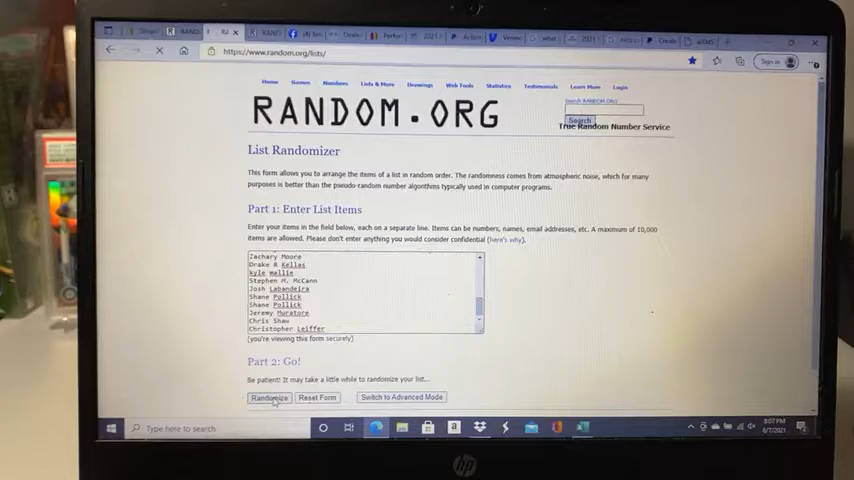 https://www.random.org/lists/
Sign in
Home Games Numbers Lists & More Drawings Web Tools Statistics Testimonials Learn More Login
RANDOM.ORG
Search RANDOM.ORG
Search
True Random Number Service
List Randomizer
This form allows you to arrange the items of a list in random order. The randomness comes from atmospheric noise, which for many
purposes is better than the pseudo-random number algorithms typically used in computer programs.
Part 1: Enter List Items
Enter your items in the field below, each on a separate line. Items can be numbers, names, email addresses, etc. A maximum of 10,000
items are allowed. Please don't enter anything you would consider confidential (here's why).
Zachary Moore
Drake R Kellas
kyle mallie
Stephen M. McCann
Josh Labandeira
Shane Pollick
Shane Pollick
Jeremy Muratore
Chris Shaw
Christopher Leiffer
(you're viewing this form securely)
Part 2: Go!
Be patient! It may take a little while to randomize your list...
Randomize Reset Form Switch to Advanced Mode
Type here to search
8:07 PM
6/7/2021
hp